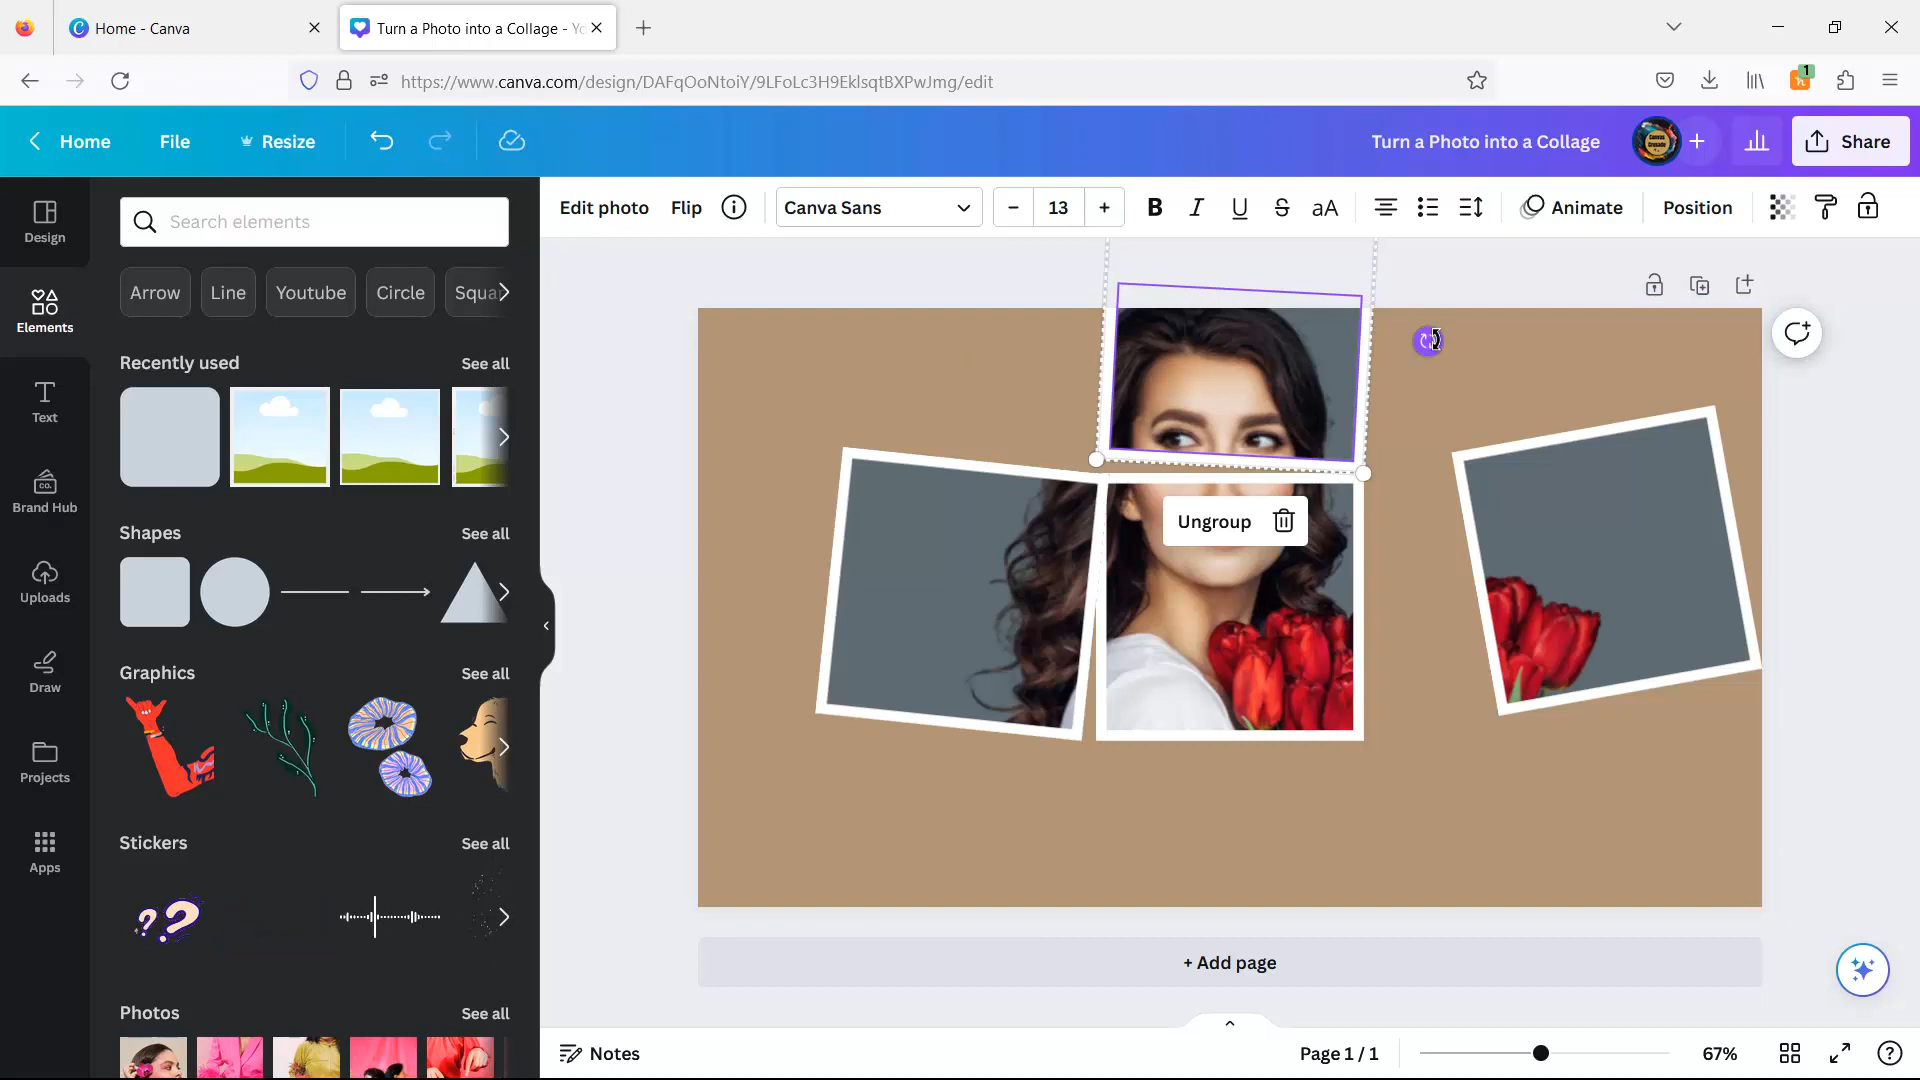 Home - Canva
Turn a Photo into a Collage - Yo
https://www.canva.com/design/DAFqOoNtoiY/9LFoLc3H9EklsqtBXPwJmg/edit
1
Home
File
Resize
Turn a Photo into a Collage
Share
Edit photo
Flip
Canva Sans
13
B
I
U
S
aA
Animate
Position
Design
Elements
Text
Brand Hub
Uploads
Draw
Projects
Apps
Search elements
Arrow
Line
Youtube
Circle
Squa
Recently used
See all
Shapes
See all
Graphics
See all
Stickers
See all
Photos
See all
Ungroup
+ Add page
Notes
Page 1 / 1
67%